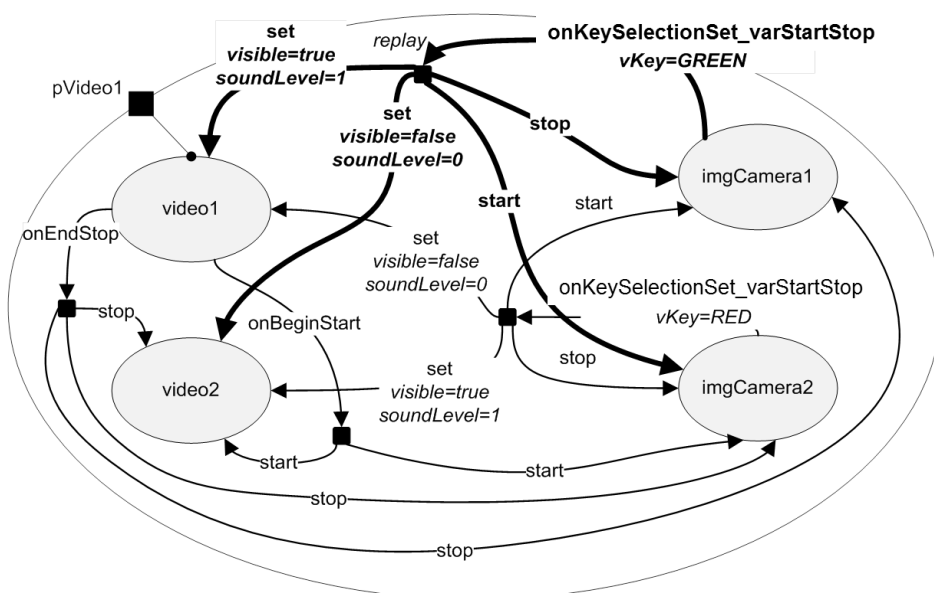 set
visible=true
soundLevel=1
replay
onKeySelectionSet_varStartStop
vKey=GREEN
pVideo1
set
visible=false
soundLevel=0
stop
imgCamera1
video1
start
start
onEndStop
set
visible=false
soundLevel=0
onKeySelectionSet_varStartStop
vKey=RED
stop
onBeginStart
stop
set
visible=true
soundLevel=1
video2
imgCamera2
start
start
stop
stop